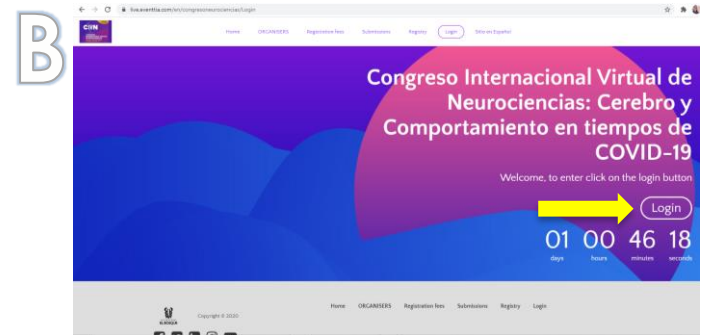 B
live.eventtia.com/en/congresoneurociencias/Login
Home ORGANISERS Registration fees Submissions Registry Login Sitio en Español
Congreso Internacional Virtual de
Neurociencias: Cerebro y
Comportamiento en tiempos de
COVID-19
Welcome, to enter click on the login button
Login
01 00 46 18
days hours minutes seconds
Copyright © 2020
Home ORGANISERS Registration fees Submissions Registry Login